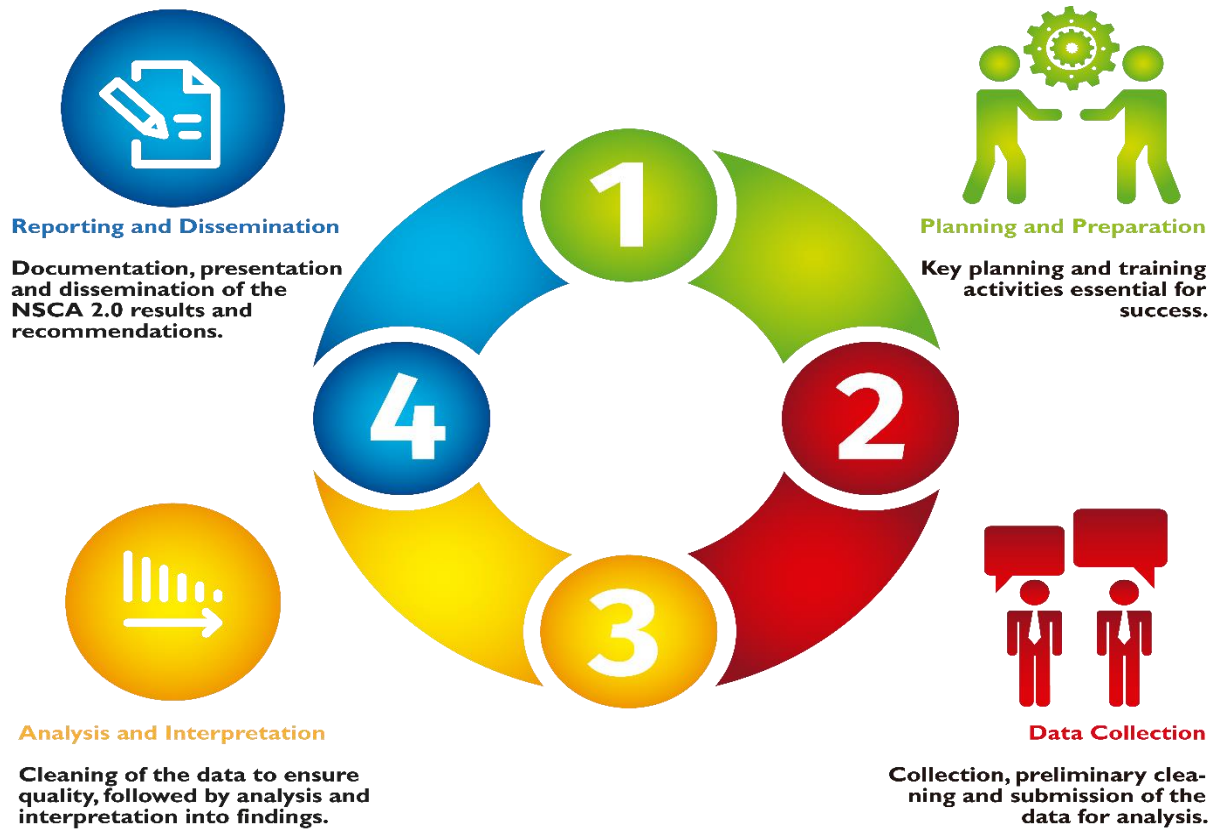 1
Planning and Preparation
Key planning and training
activities essential for
success.
2
Data Collection
Collection, preliminary clea-
ning and submission of the
data for analysis.
3
Analysis and Interpretation
Cleaning of the data to ensure
quality, followed by analysis and
interpretation into findings.
4
Reporting and Dissemination
Documentation, presentation
and dissemination of the
NSCA 2.0 results and
recommendations.